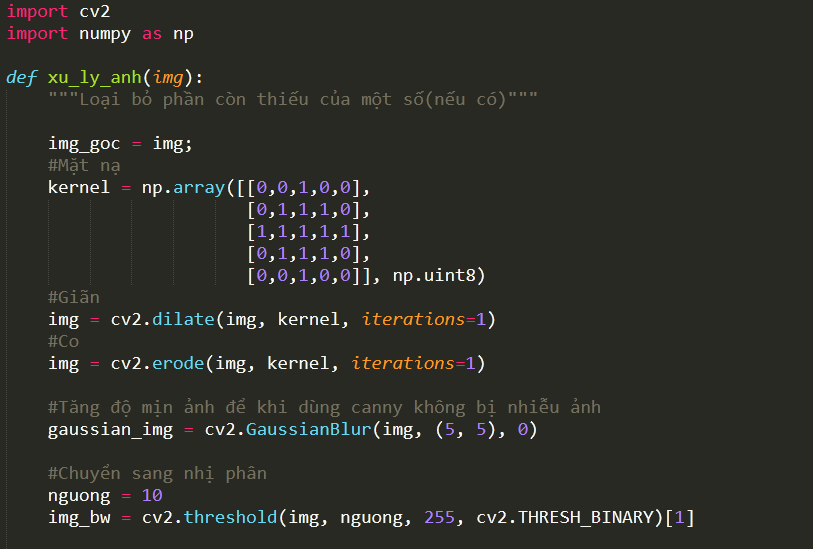 import cv2
import numpy as np
def xu_ly_anh(img):
"""Loại bỏ phần còn thiếu của một số(nếu có)"""
img_goc = img;
#Mặt nạ
kernel = np.array([[0,0,1,0,0],
[0,1,1,1,0],
[1,1,1,1,1],
[0,1,1,1,0],
[0,0,1,0,0]], np.uint8)
#Giãn
img = cv2.dilate(img, kernel, iterations=1)
#Co
img = cv2.erode(img, kernel, iterations=1)
#Tăng độ mịn ảnh để khi dùng canny không bị nhiễu ảnh
gaussian_img = cv2.GaussianBlur(img, (5, 5), 0)
#Chuyển sang nhị phân
nguong = 10
img_bw = cv2.threshold(img, nguong, 255, cv2.THRESH_BINARY)[1]